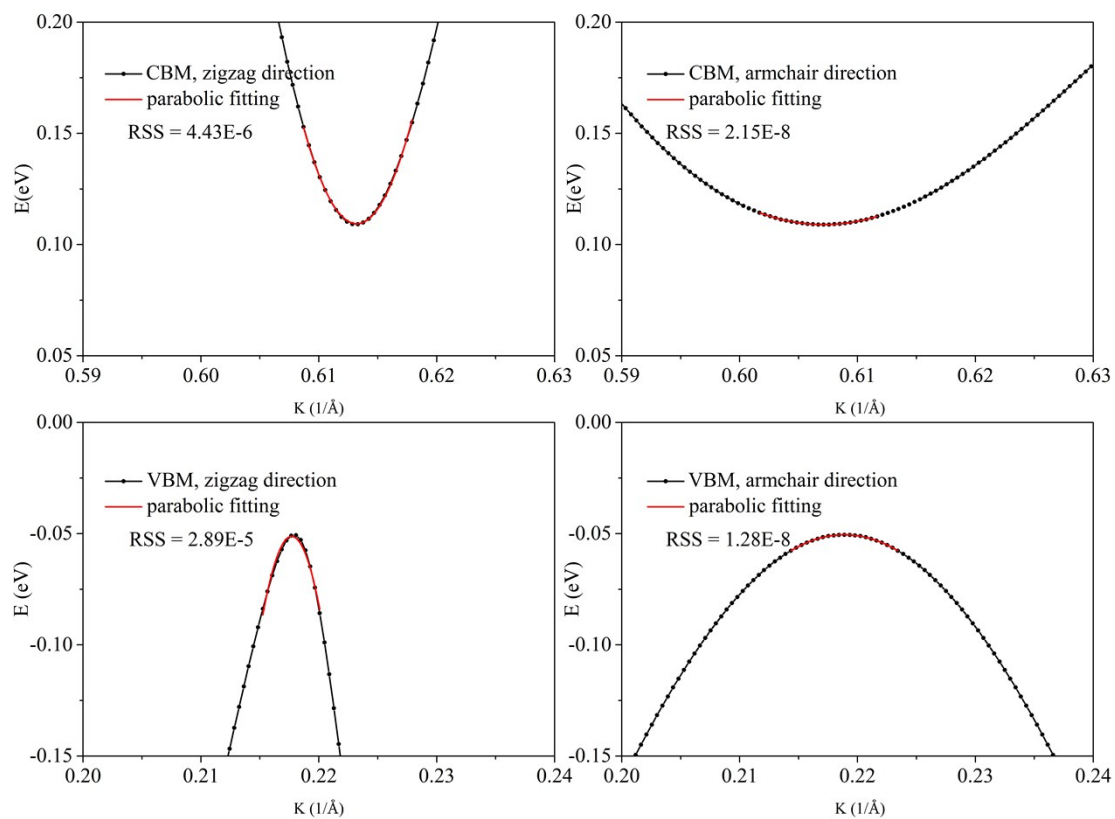 0.20
CBM, zigzag direction
parabolic fitting
RSS = 4.43E-6
0.15
0.10
0.05
E(eV)
0.59 0.60 0.61 0.62 0.63
K (1/Å)
0.20
CBM, armchair direction
parabolic fitting
RSS = 2.15E-8
0.15
0.10
0.05
E(eV)
0.59 0.60 0.61 0.62 0.63
K (1/Å)
0.00
VBM, zigzag direction
parabolic fitting
RSS = 2.89E-5
-0.05
-0.10
-0.15
E (eV)
0.20 0.21 0.22 0.23 0.24
K (1/Å)
0.00
VBM, armchair direction
parabolic fitting
RSS = 1.28E-8
-0.05
-0.10
-0.15
E (eV)
0.20 0.21 0.22 0.23 0.24
K (1/Å)